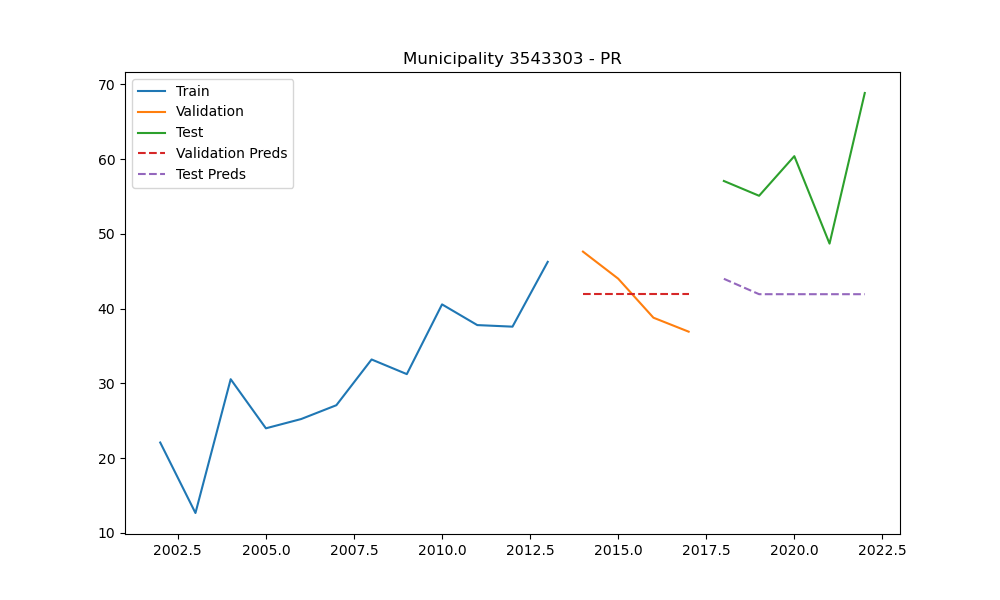 Municipality 3543303 - PR
Train
Validation
Test
Validation Preds
Test Preds
70
60
50
40
30
20
10
2002.5 2005.0 2007.5 2010.0 2012.5 2015.0 2017.5 2020.0 2022.5